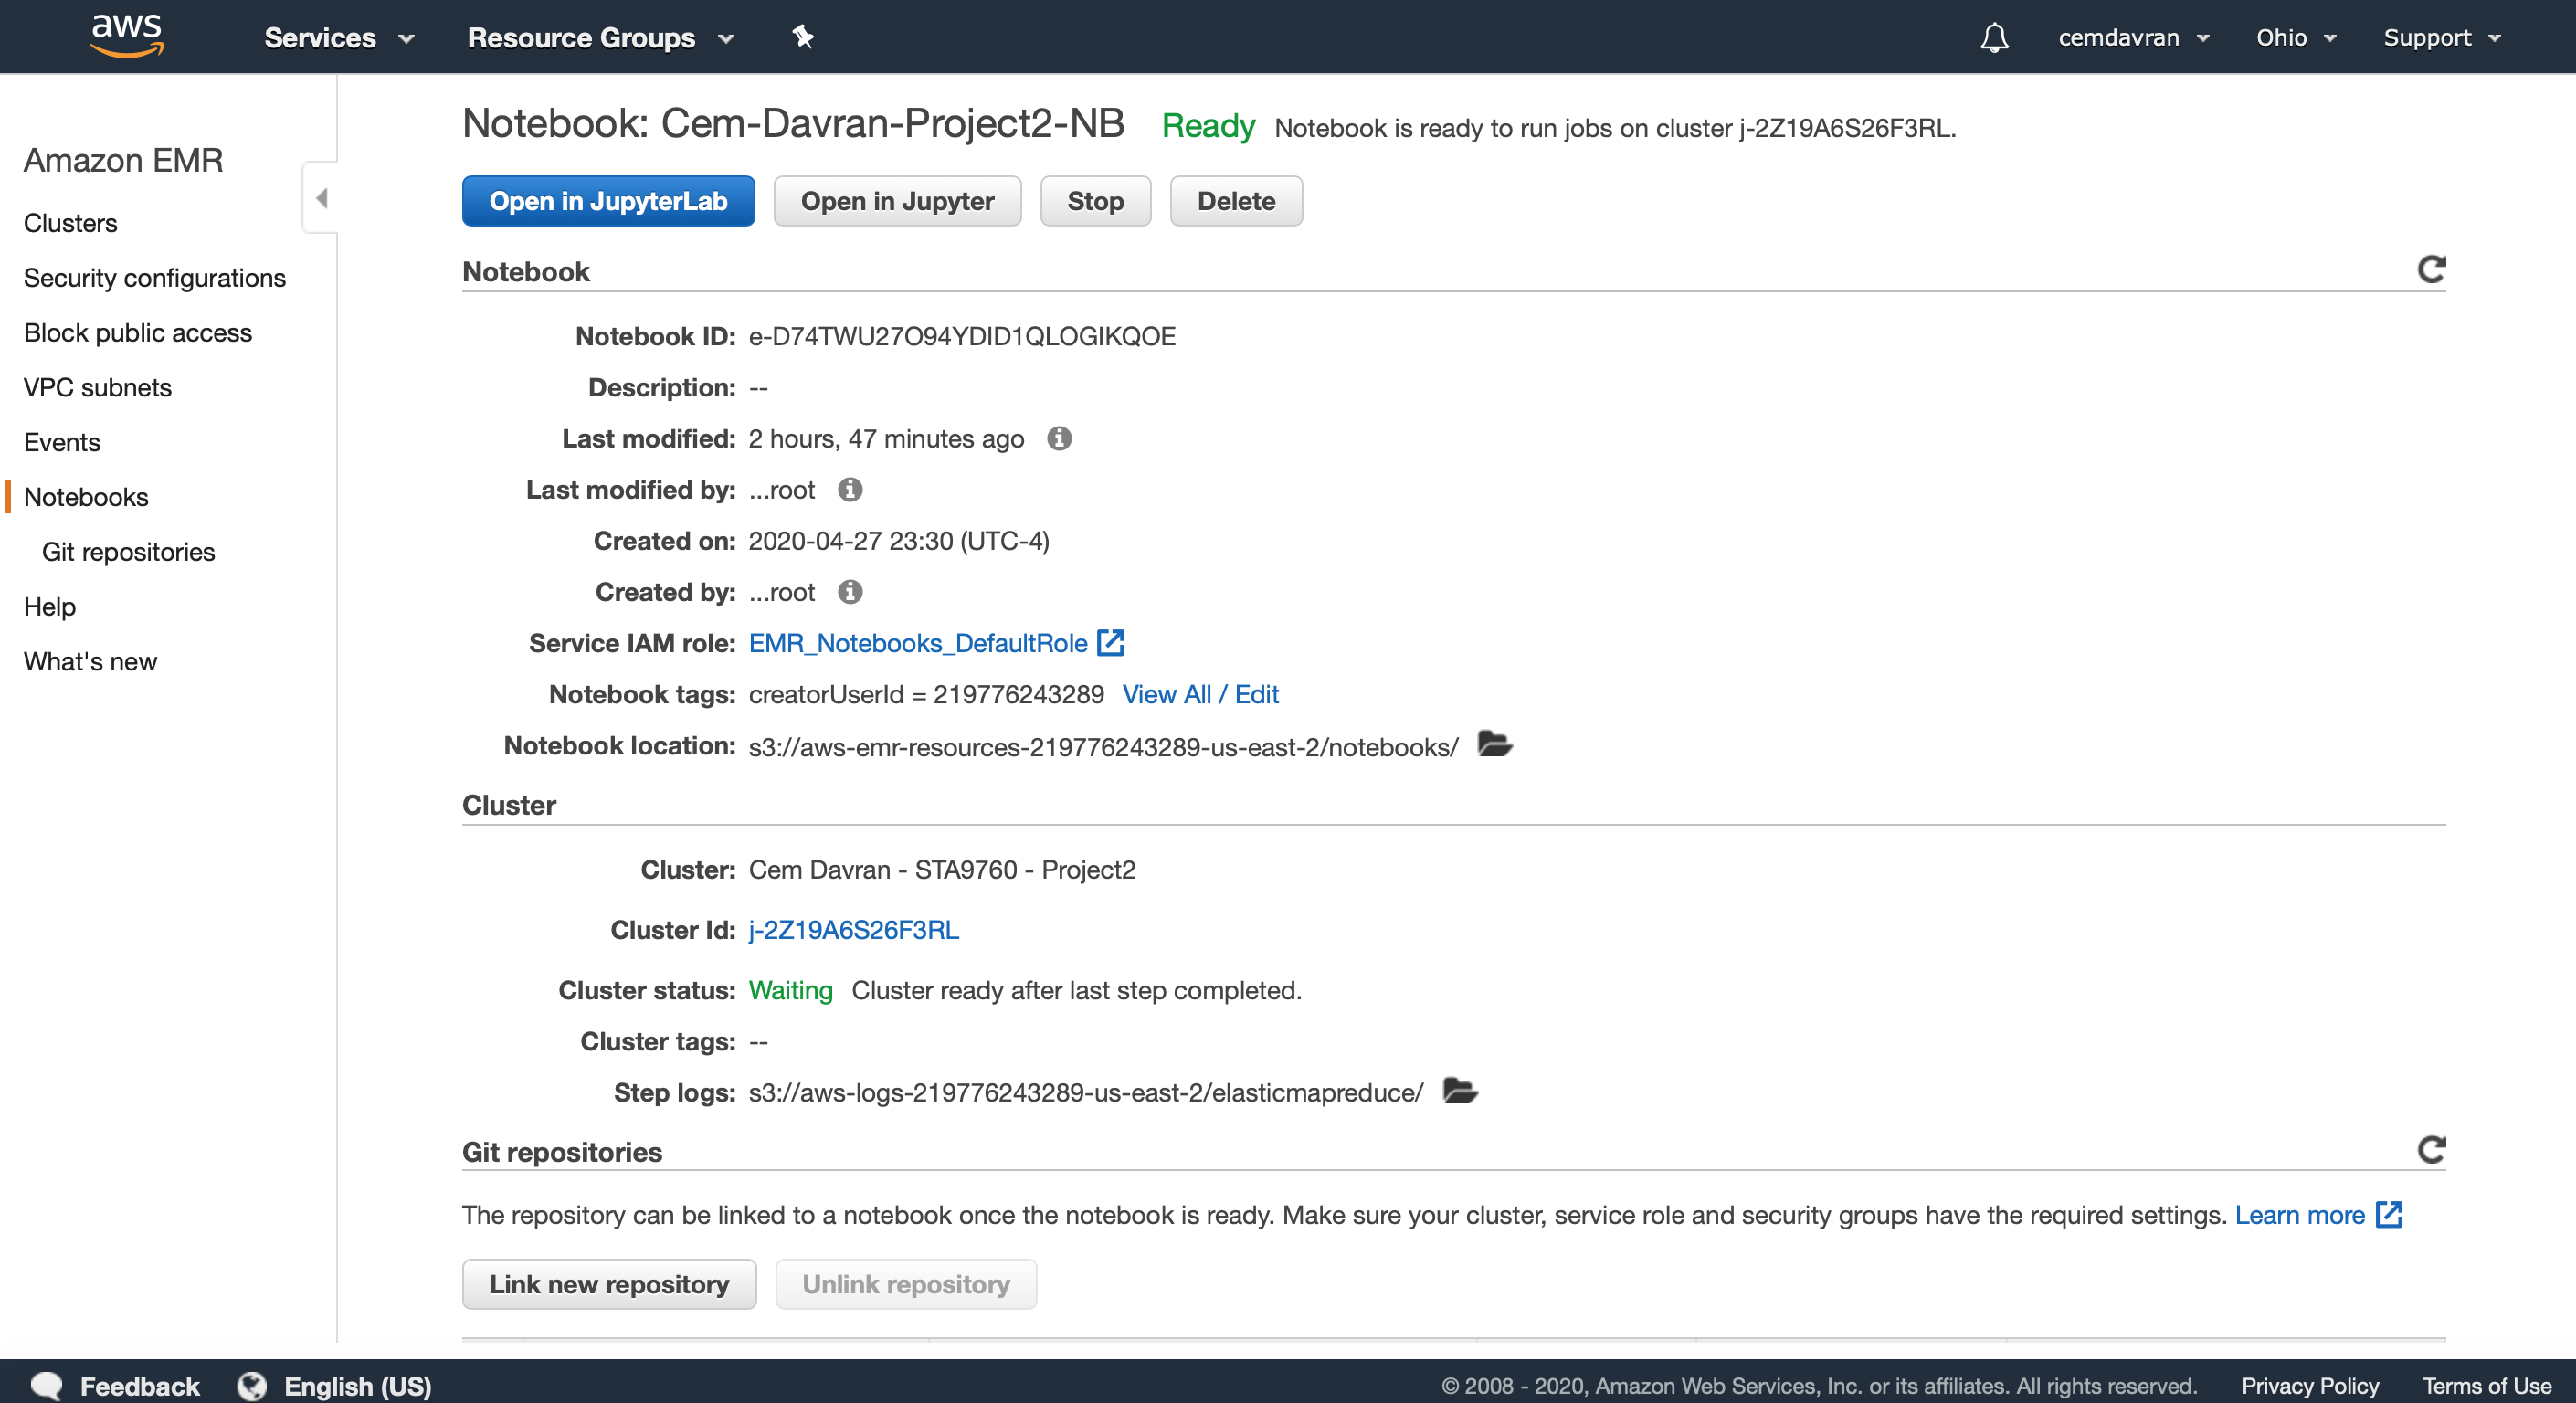 aws Services Resource Groups cemdavran Ohio Support
Amazon EMR
Clusters
Security configurations
Block public access
VPC subnets
Events
Notebooks
Git repositories
Help
What's new
Notebook: Cem-Davran-Project2-NB Ready Notebook is ready to run jobs on cluster j-2Z19A6S26F3RL.
Open in JupyterLab Open in Jupyter Stop Delete
Notebook
Notebook ID: e-D74TWU27O94YDID1QLOGIKQOE
Description: --
Last modified: 2 hours, 47 minutes ago
Last modified by: ...root
Created on: 2020-04-27 23:30 (UTC-4)
Created by: ...root
Service IAM role: EMR_Notebooks_DefaultRole
Notebook tags: creatorUserId = 219776243289 View All / Edit
Notebook location: s3://aws-emr-resources-219776243289-us-east-2/notebooks/
Cluster
Cluster: Cem Davran - STA9760 - Project2
Cluster Id: j-2Z19A6S26F3RL
Cluster status: Waiting Cluster ready after last step completed.
Cluster tags: --
Step logs: s3://aws-logs-219776243289-us-east-2/elasticmapreduce/
Git repositories
The repository can be linked to a notebook once the notebook is ready. Make sure your cluster, service role and security groups have the required settings. Learn more
Link new repository Unlink repository
Feedback English (US) © 2008 - 2020, Amazon Web Services, Inc. or its affiliates. All rights reserved. Privacy Policy Terms of Use